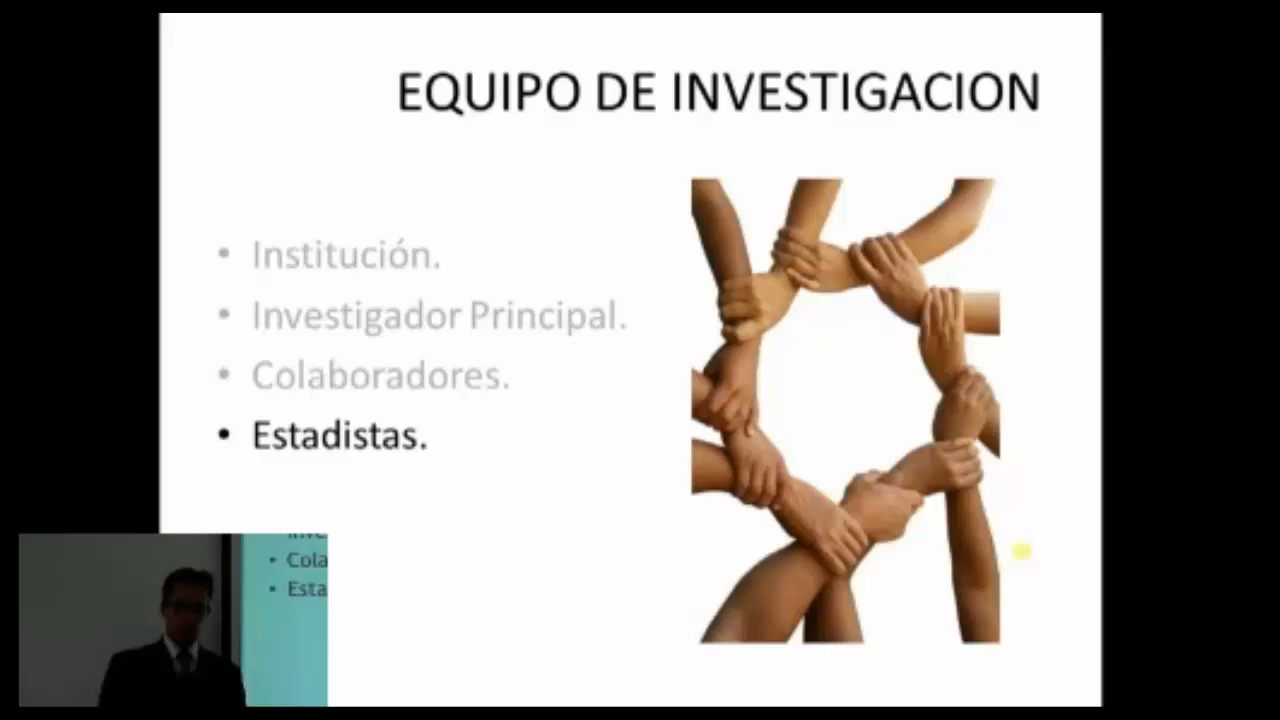 EQUIPO DE INVESTIGACION
• Institución.
• Investigador Principal.
• Colaboradores.
• Estadistas.
• Cola
• Esta